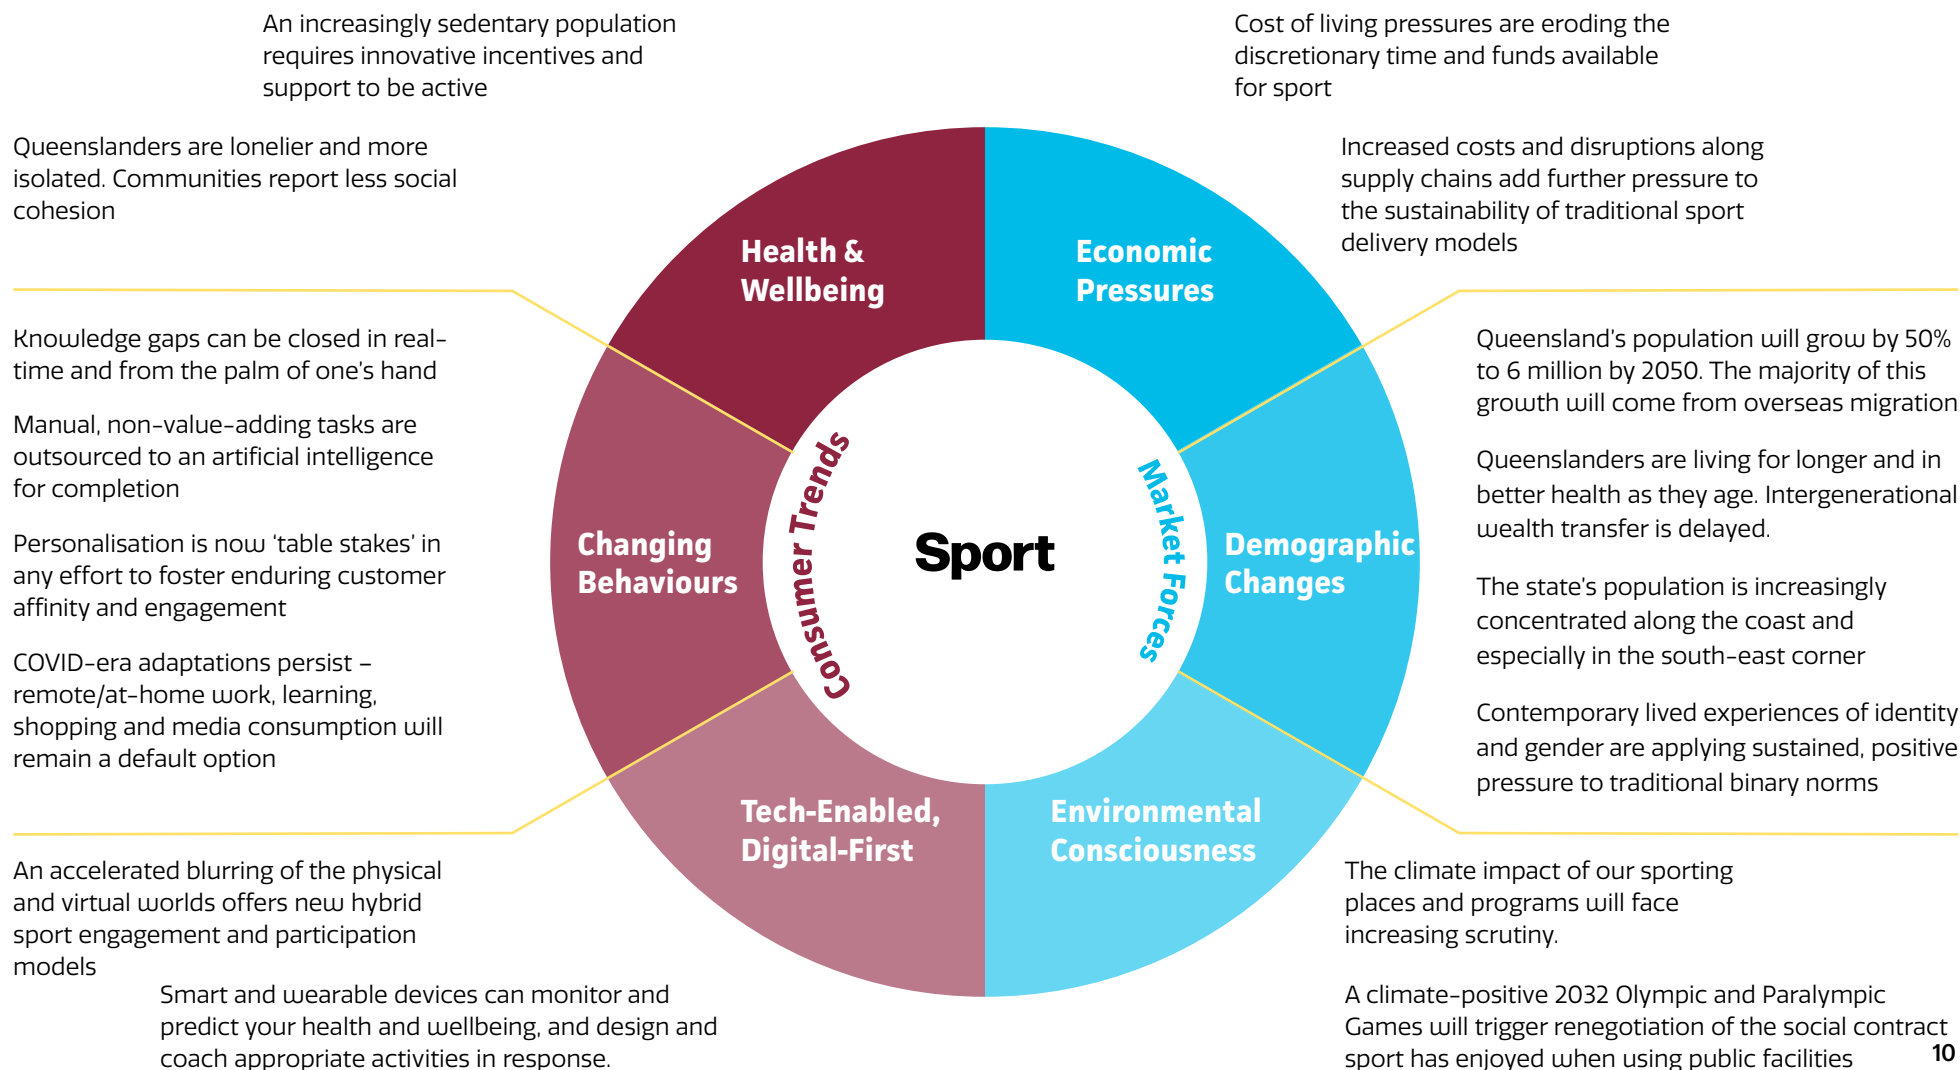 An increasingly sedentary population
requires innovative incentives and
support to be active
Queenslanders are lonelier and more
isolated. Communities report less social
cohesion
Knowledge gaps can be closed in real-
time and from the palm of one's hand
Manual, non-value-adding tasks are
outsourced to an artificial intelligence
for completion
Personalisation is now ‘table stakes’ in
any effort to foster enduring customer
affinity and engagement
COVID-era adaptations persist –
remote/at-home work, learning,
shopping and media consumption will
remain a default option
An accelerated blurring of the physical
and virtual worlds offers new hybrid
sport engagement and participation
models
Smart and wearable devices can monitor and
predict your health and wellbeing, and design and
coach appropriate activities in response.
Health &
Wellbeing
Changing
Behaviours
Tech-Enabled,
Digital-First
Consumer Trends
Sport
Market Forces
Economic
Pressures
Demographic
Changes
Environmental
Consciousness
Cost of living pressures are eroding the
discretionary time and funds available
for sport
Increased costs and disruptions along
supply chains add further pressure to
the sustainability of traditional sport
delivery models
Queensland's population will grow by 50%
to 6 million by 2050. The majority of this
growth will come from overseas migration
Queenslanders are living for longer and in
better health as they age. Intergenerational
wealth transfer is delayed.
The state's population is increasingly
concentrated along the coast and
especially in the south-east corner
Contemporary lived experiences of identity
and gender are applying sustained, positive
pressure to traditional binary norms
The climate impact of our sporting
places and programs will face
increasing scrutiny.
A climate-positive 2032 Olympic and Paralympic
Games will trigger renegotiation of the social contract
sport has enjoyed when using public facilities
10